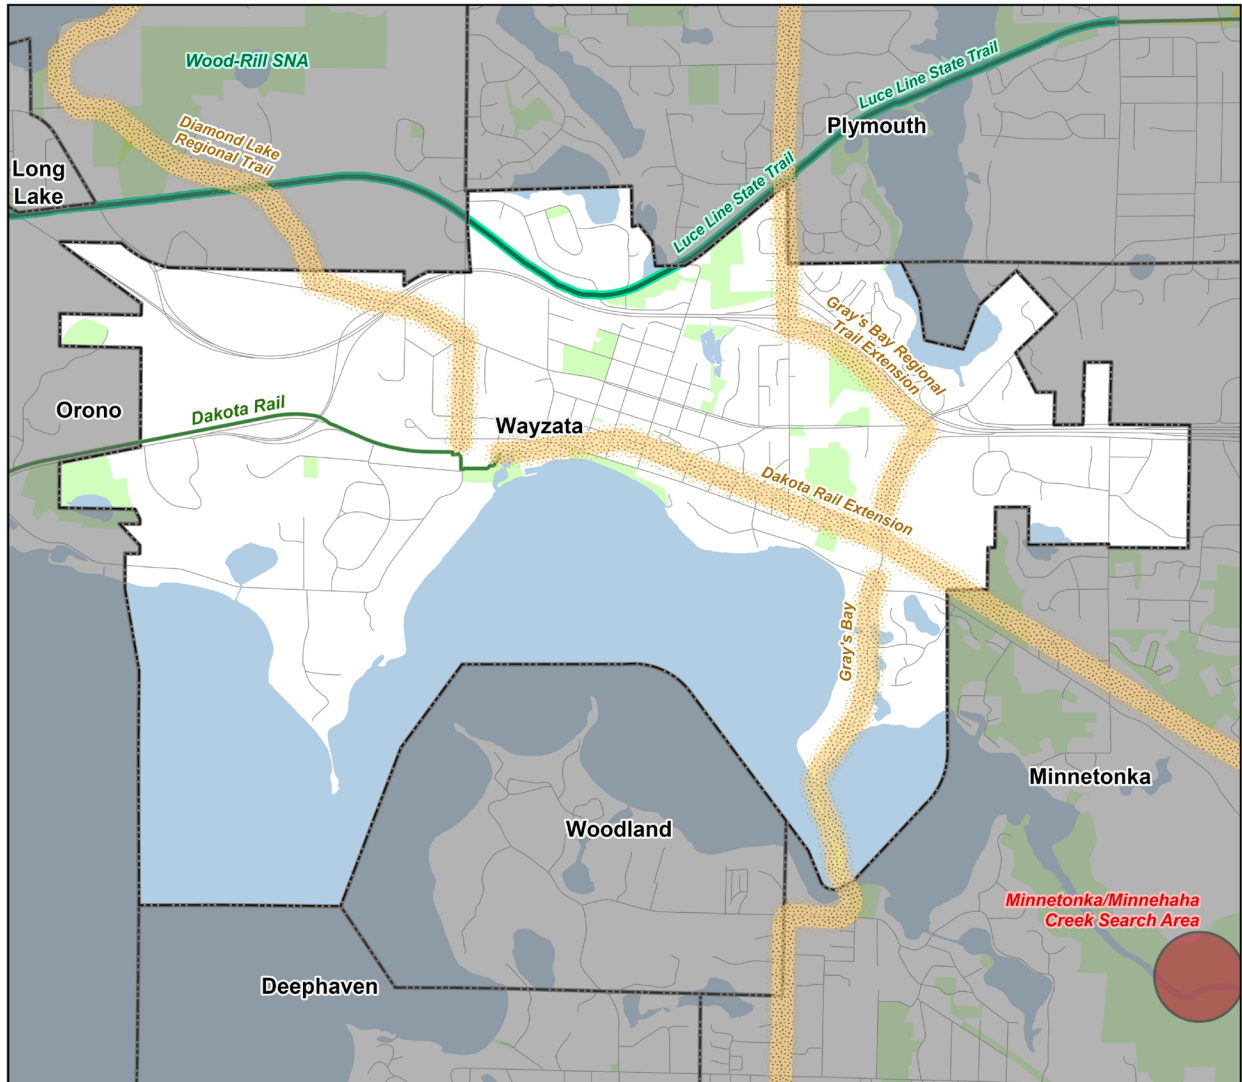 Wood-Rill SNA
Luce Line State Trail
Plymouth
Diamond Lake
Regional Trail
Long
Lake
Luce Line State Trail
Gray's Bay Regional
Trail Extension
Orono
Dakota Rail
Wayzata
Dakota Rail Extension
Gray's Bay
Minnetonka
Woodland
Minnetonka/Minnehaha
Creek Search Area
Deephaven